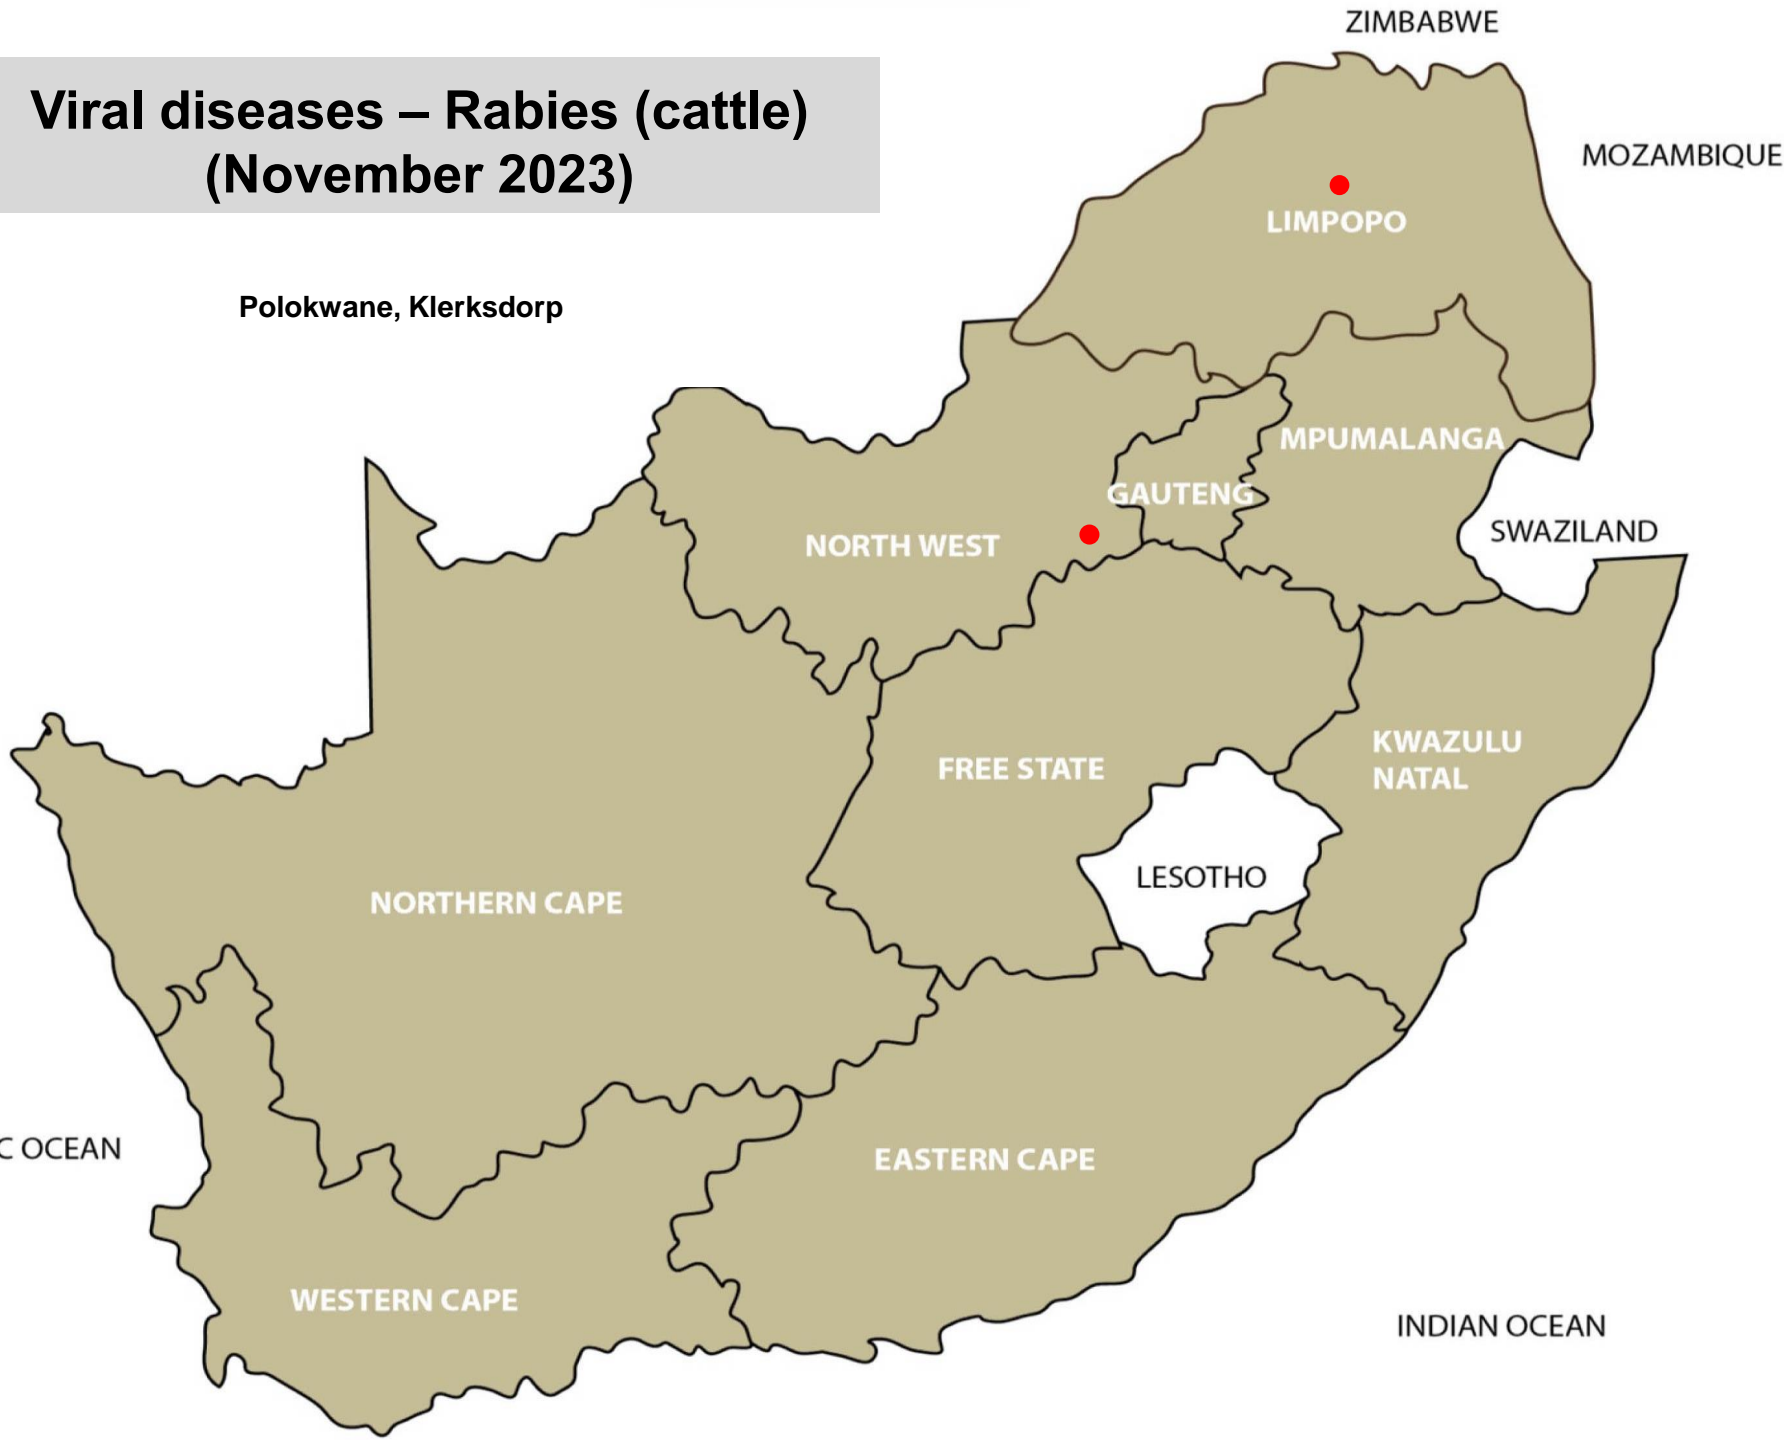 ZIMBABWE
Viral diseases – Rabies (cattle)
(November 2023)
MOZAMBIQUE
LIMPOPO
Polokwane, Klerksdorp
MPUMALANGA
GAUTENG
SWAZILAND
NORTH WEST
KWAZULU
NATAL
FREE STATE
LESOTHO
NORTHERN CAPE
C OCEAN
EASTERN CAPE
WESTERN CAPE
INDIAN OCEAN